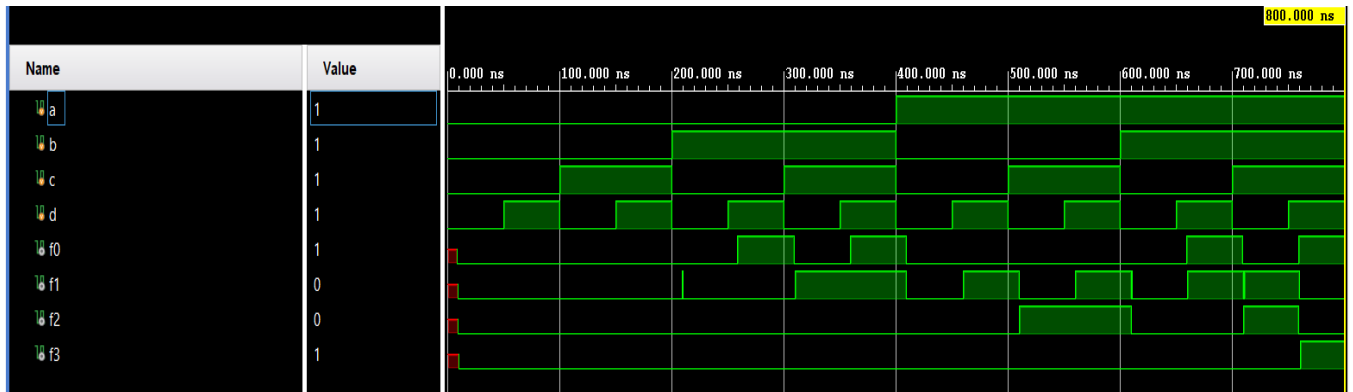 800.000 ns
Name Value 0.000 ns 100.000 ns 200.000 ns 300.000 ns 400.000 ns 500.000 ns 600.000 ns 700.000 ns
a 1
b 1
c 1
d 1
f0 1
f1 0
f2 0
f3 1